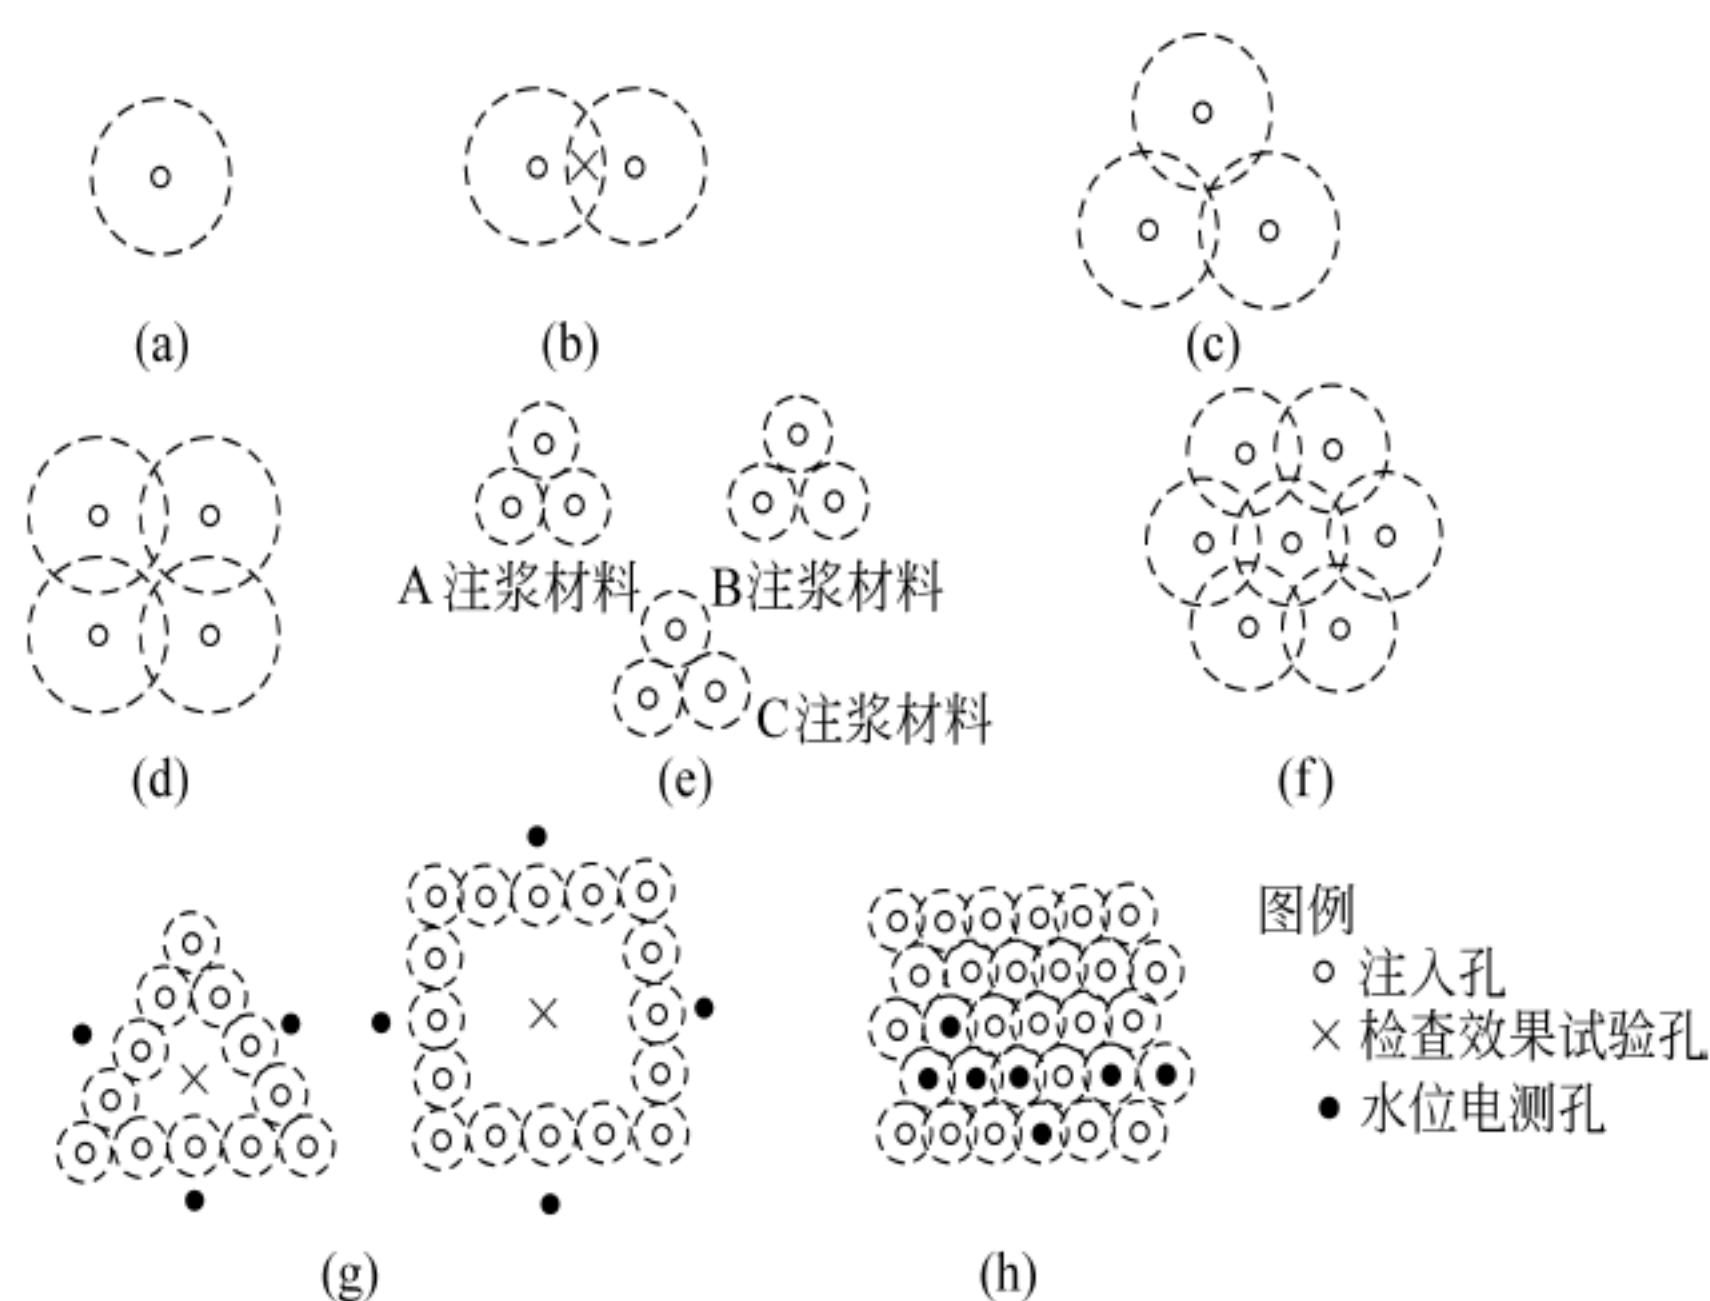 (a)
(b)
(c)
A注浆材料
B注浆材料
C注浆材料
(d)
(e)
(f)
图例
注入孔
检查效果试验孔
水位电测孔
(g)
(h)